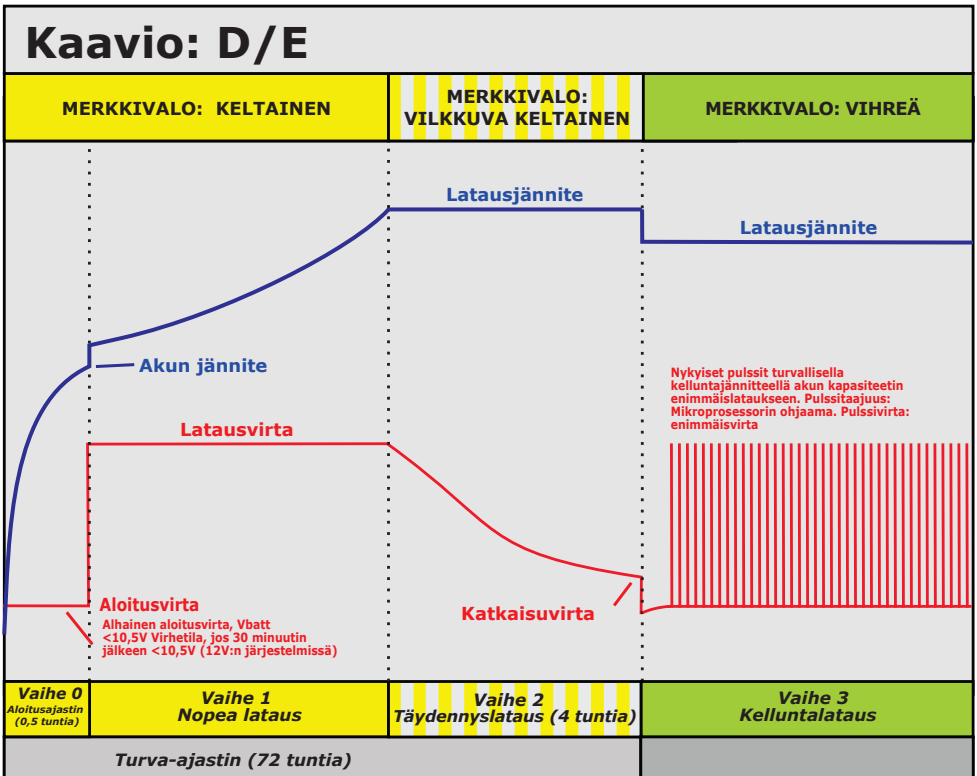 Kaavio: D/E
MERKKIVALO: KELTAINEN
MERKKIVALO:
VILKKUVA KELTAINEN
MERKKIVALO: VIHREÄ
Latausjännite
Latausjännite
Akun jännite
Nykyiset pulssit turvallisella
kelluntajännitteellä akun kapasiteetin
enimmäislataukseen. Pulssitaajuus:
Mikroprosessorin ohjaama. Pulssivirta:
enimmäisvirta
Latausvirta
Aloitusvirta
Alhainen aloitusvirta, Vbatt
<10,5V Virhetila, jos 30 minuutin
jälkeen <10,5V (12V:n järjestelmissä)
Katkaisuvirta
Vaihe 0
Aloitusajastin
(0,5 tuntia)
Vaihe 1
Nopea lataus
Vaihe 2
Täydennyslataus (4 tuntia)
Vaihe 3
Kelluntalataus
Turva-ajastin (72 tuntia)